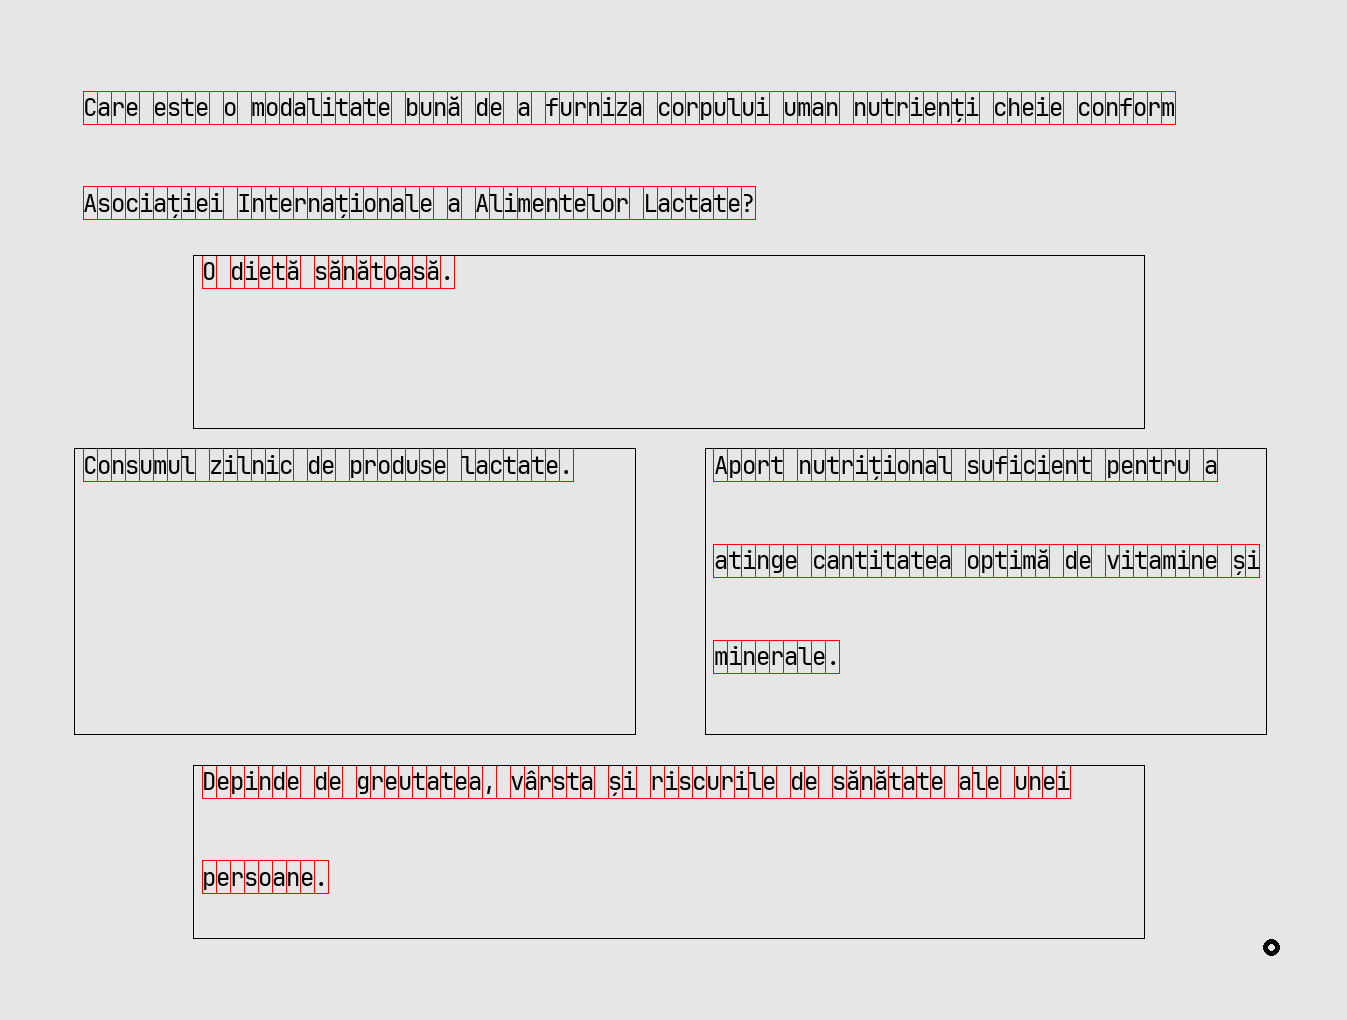 Care este o modalitate bună de a furniza corpului uman nutrienți cheie conform
Asociației Internaționale a Alimentelor Lactate?
O dietă sănătoasă.
Consumul zilnic de produse lactate.
Aport nutrițional suficient pentru a
atinge cantitatea optimă de vitamine și
minerale.
Depinde de greutatea, vârsta și riscurile de sănătate ale unei
persoane.